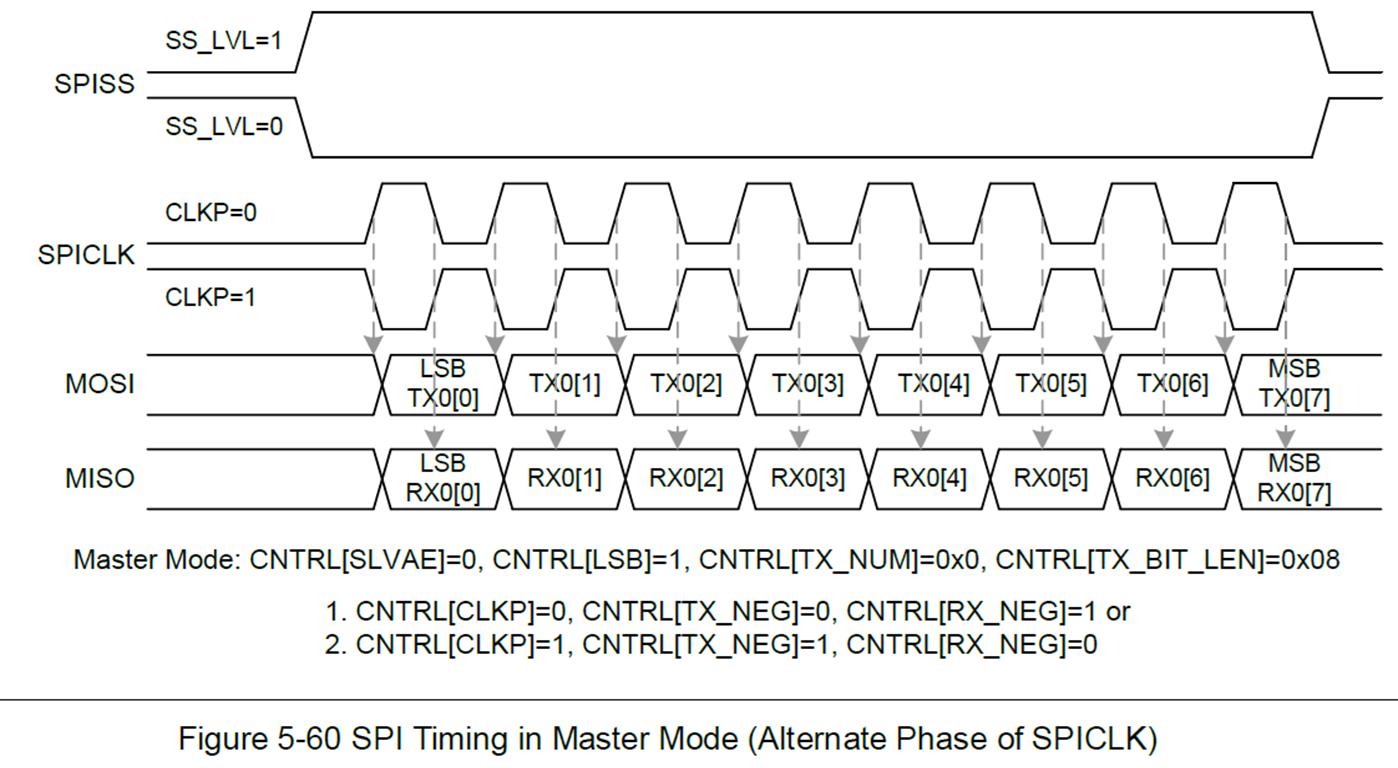 SS_LVL=1
SPISS
SS_LVL=0
CLKP=0
SPICLK
CLKP=1
MOSI
LSB
TX0[0]
TX0[1]
TX0[2]
TX0[3]
TX0[4]
TX0[5]
TX0[6]
MSB
TX0[7]
MISO
LSB
RX0[0]
RX0[1]
RX0[2]
RX0[3]
RX0[4]
RX0[5]
RX0[6]
MSB
RX0[7]
Master Mode: CNTRL[SLVAE]=0, CNTRL[LSB]=1, CNTRL[TX_NUM]=0x0, CNTRL[TX_BIT_LEN]=0x08
1. CNTRL[CLKP]=0, CNTRL[TX_NEG]=0, CNTRL[RX_NEG]=1 or
2. CNTRL[CLKP]=1, CNTRL[TX_NEG]=1, CNTRL[RX_NEG]=0
Figure 5-60 SPI Timing in Master Mode (Alternate Phase of SPICLK)